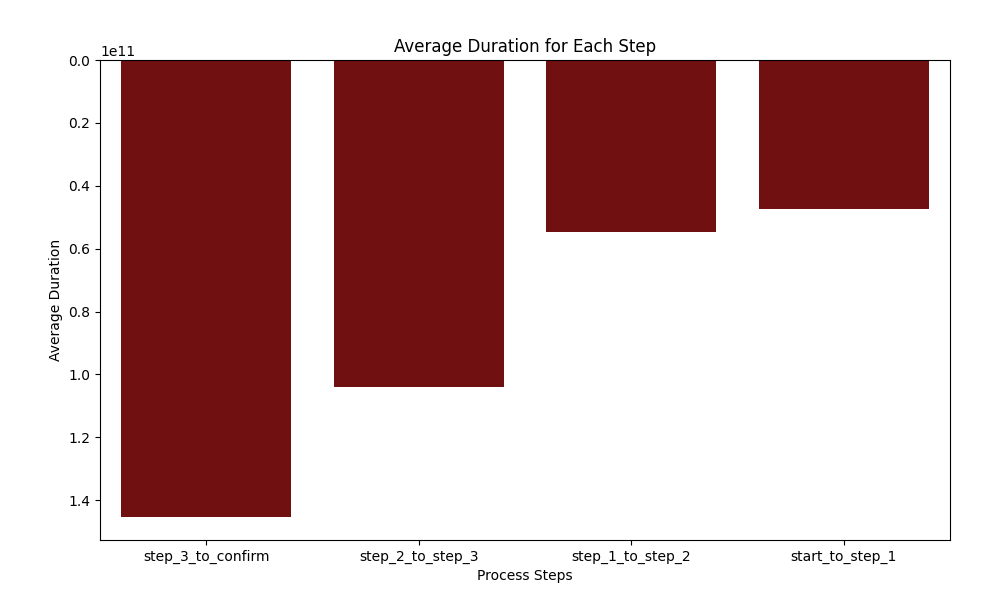 Average Duration for Each Step
1e11
0.0
0.2
0.4
0.6
0.8
1.0
1.2
1.4
Average Duration
step_3_to_confirm
step_2_to_step_3
step_1_to_step_2
start_to_step_1
Process Steps